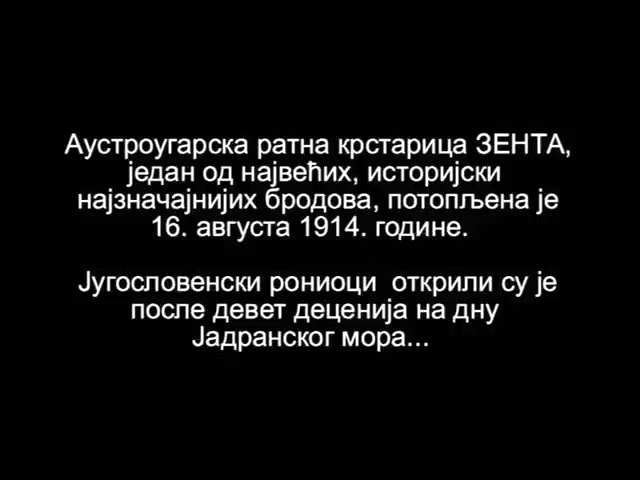 Аустроугарска ратна крстарица ЗЕНТА,
један од највећих, историјски
најзначајнијих бродова, потопљена је
16. августа 1914. године.
Југословенски рониоци открили су је
после девет деценија на дну
Јадранског мора...